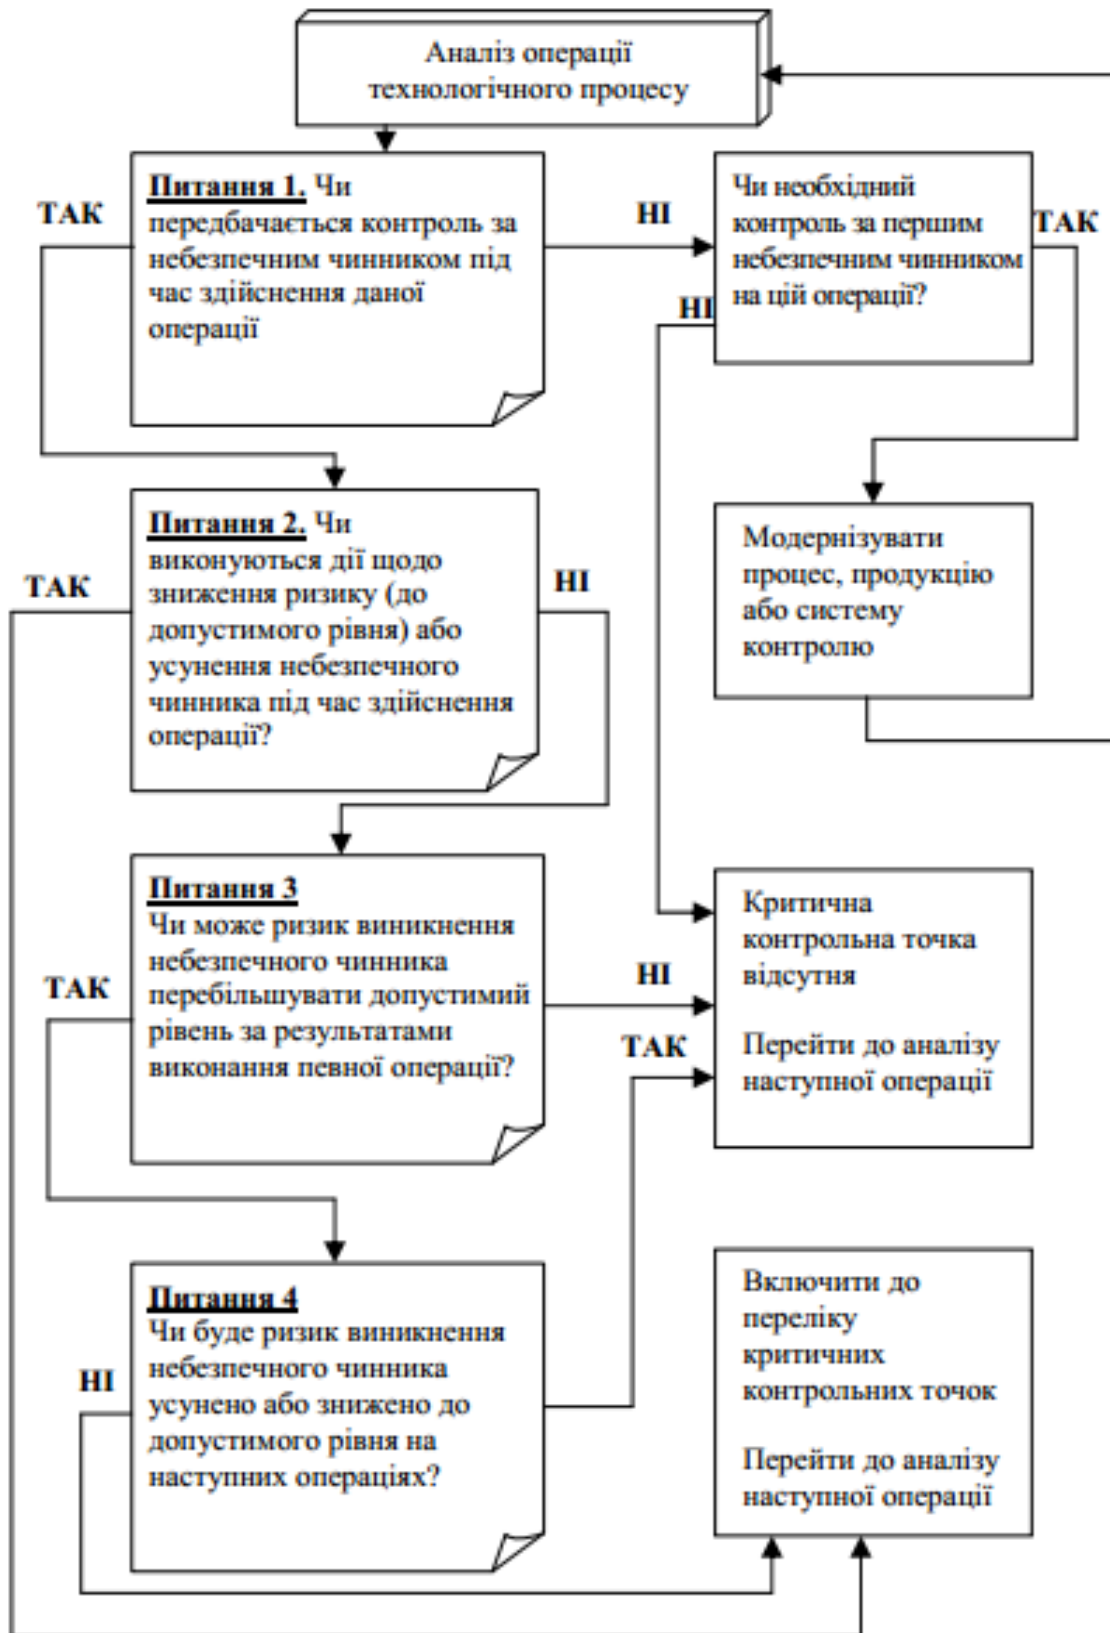 Аналіз операції
технологічного процесу
Питання 1. Чи
передбачається контроль за
небезпечним чинником під
час здійснення даної
операції
ТАК
НІ
Чи необхідний
контроль за першим
небезпечним чинником
на цій операції?
ТАК
НІ
Питання 2. Чи
виконуються дії щодо
зниження ризику (до
допустимого рівня) або
усунення небезпечного
чинника під час здійснення
операції?
ТАК
НІ
Модернізувати
процес, продукцію
або систему
контролю
Питання 3
Чи може ризик виникнення
небезпечного чинника
перебільшувати допустимий
рівень за результатами
виконання певної операції?
ТАК
НІ
ТАК
Критична
контрольна точка
відсутня
Перейти до аналізу
наступної операції
Питання 4
Чи буде ризик виникнення
небезпечного чинника
усунено або знижено до
допустимого рівня на
наступних операціях?
НІ
Включити до
переліку
критичних
контрольних точок
Перейти до аналізу
наступної операції